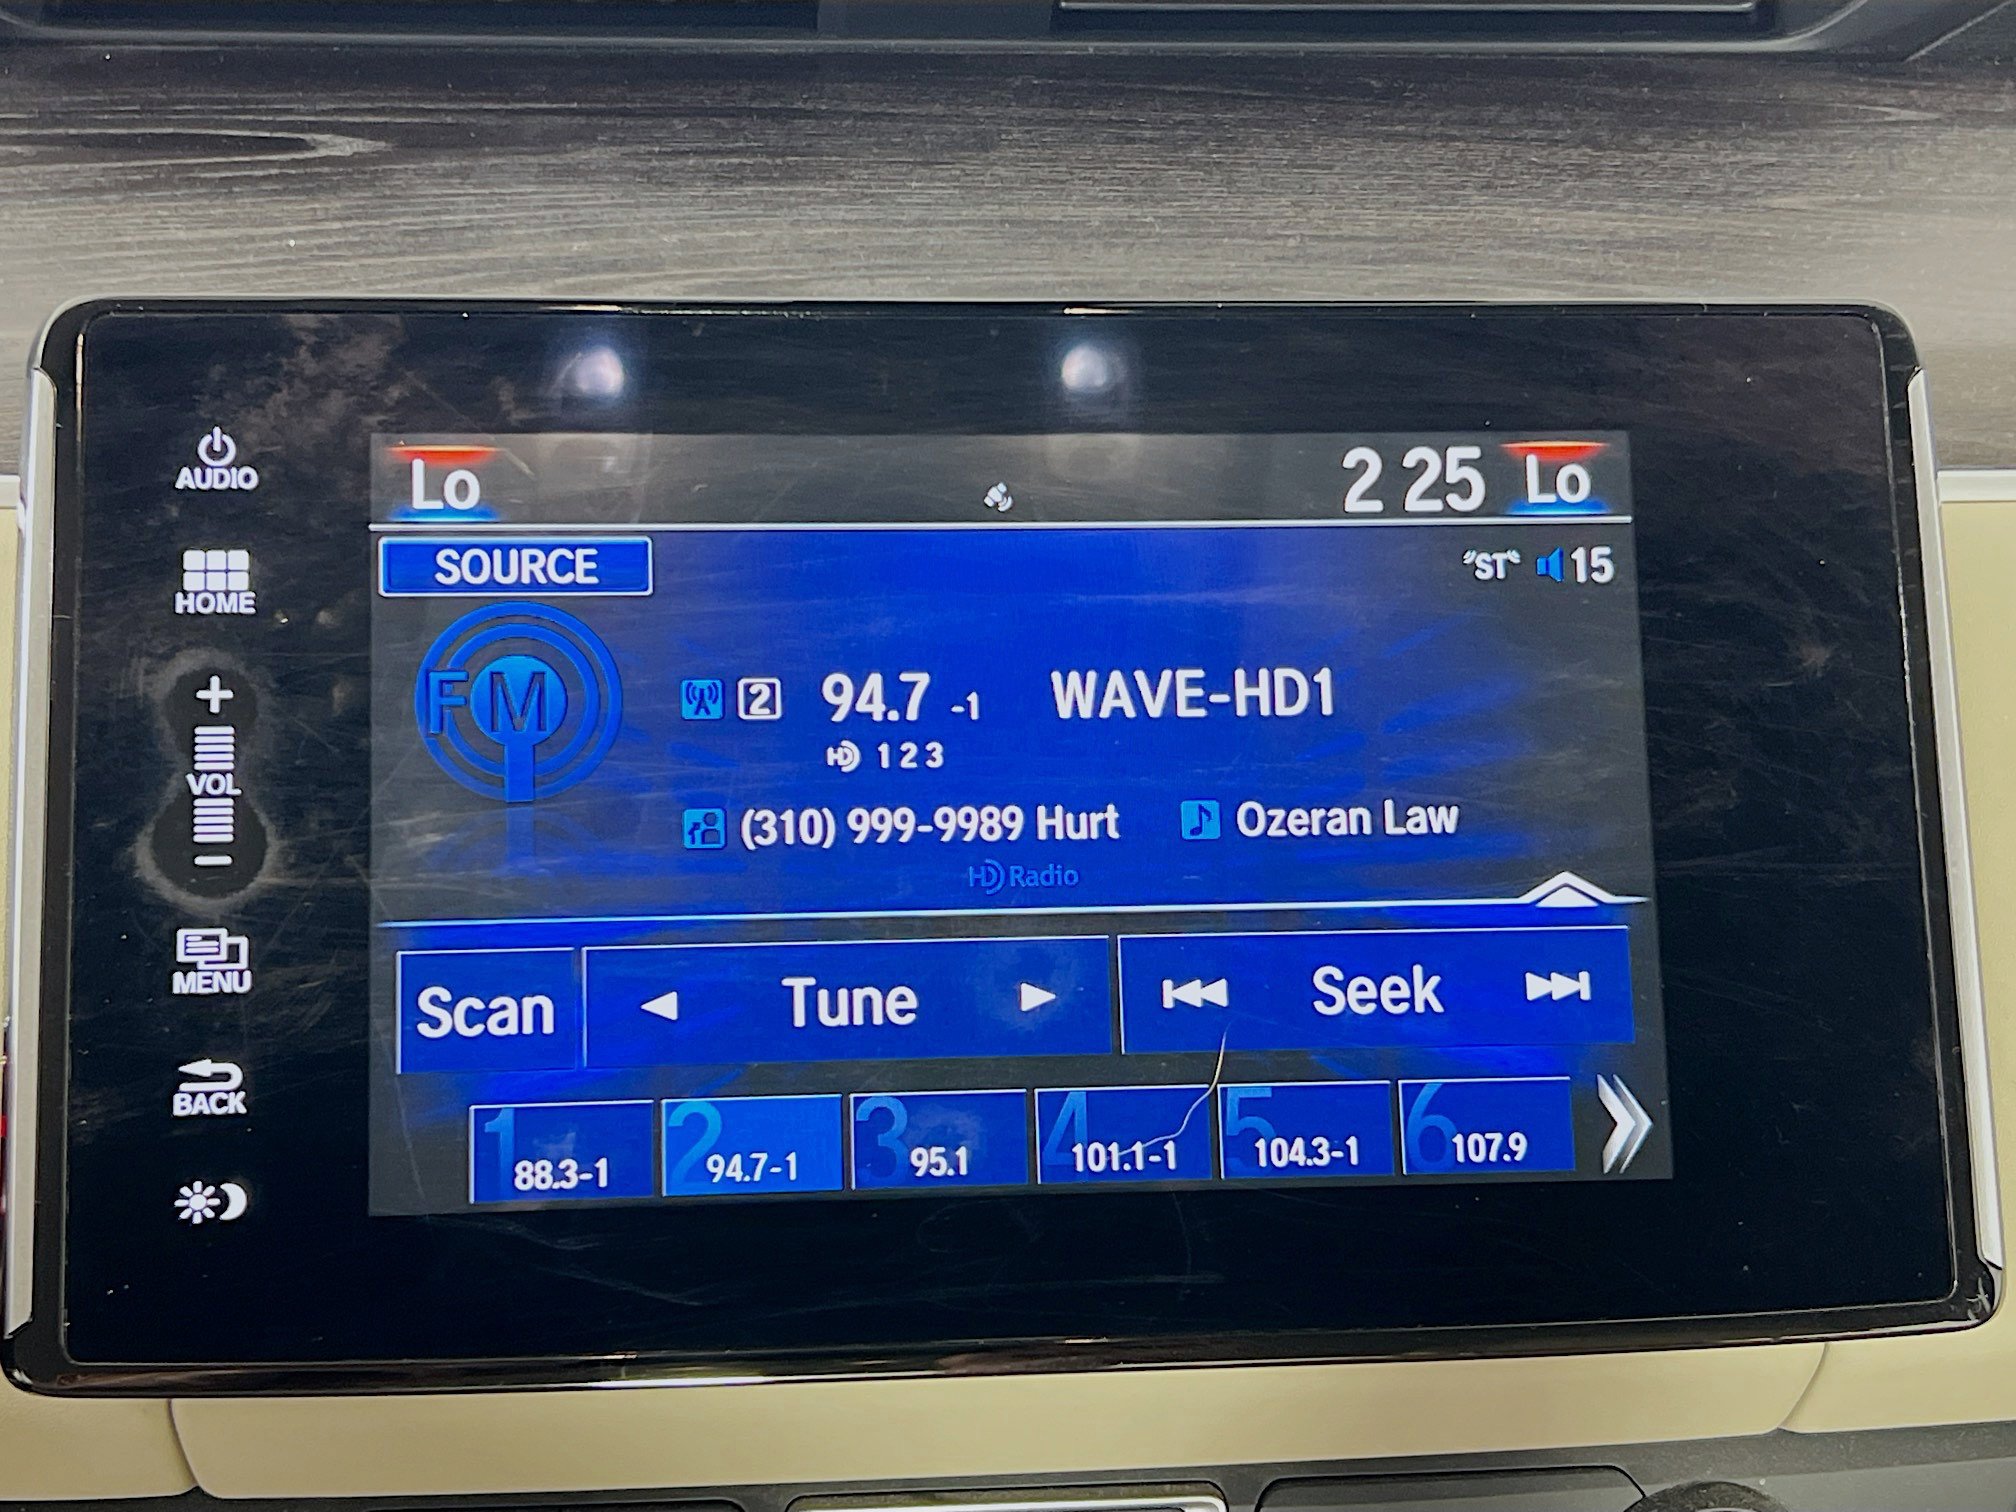 AUDIO
HOME
+
VOL
-
MENU
BACK
Lo
2 25
Lo
SOURCE
"ST"
15
FM
2
94.7 -1
WAVE-HD1
HD 1 2 3
(310) 999-9989 Hurt
Ozeran Law
HD Radio
Scan
Tune
Seek
1 88.3-1
2 94.7-1
3 95.1
4 101.1-1
5 104.3-1
6 107.9